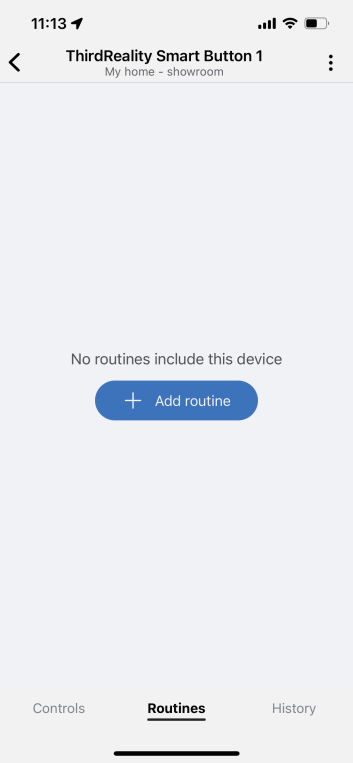 11:13
ThirdReality Smart Button 1
My home - showroom
No routines include this device
Add routine
Controls
Routines
History